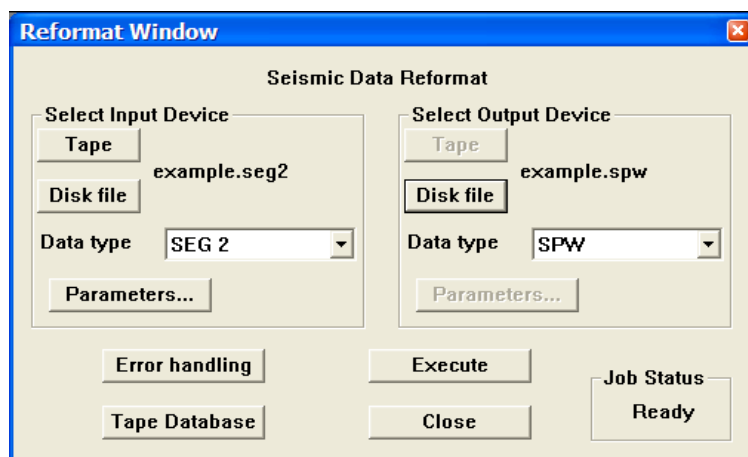 Reformat Window
Seismic Data Reformat
Select Input Device
Tape
example.seg2
Disk file
Data type
SEG 2
Parameters...
Select Output Device
Tape
example.spw
Disk file
Data type
SPW
Parameters...
Error handling
Execute
Tape Database
Close
Job Status
Ready